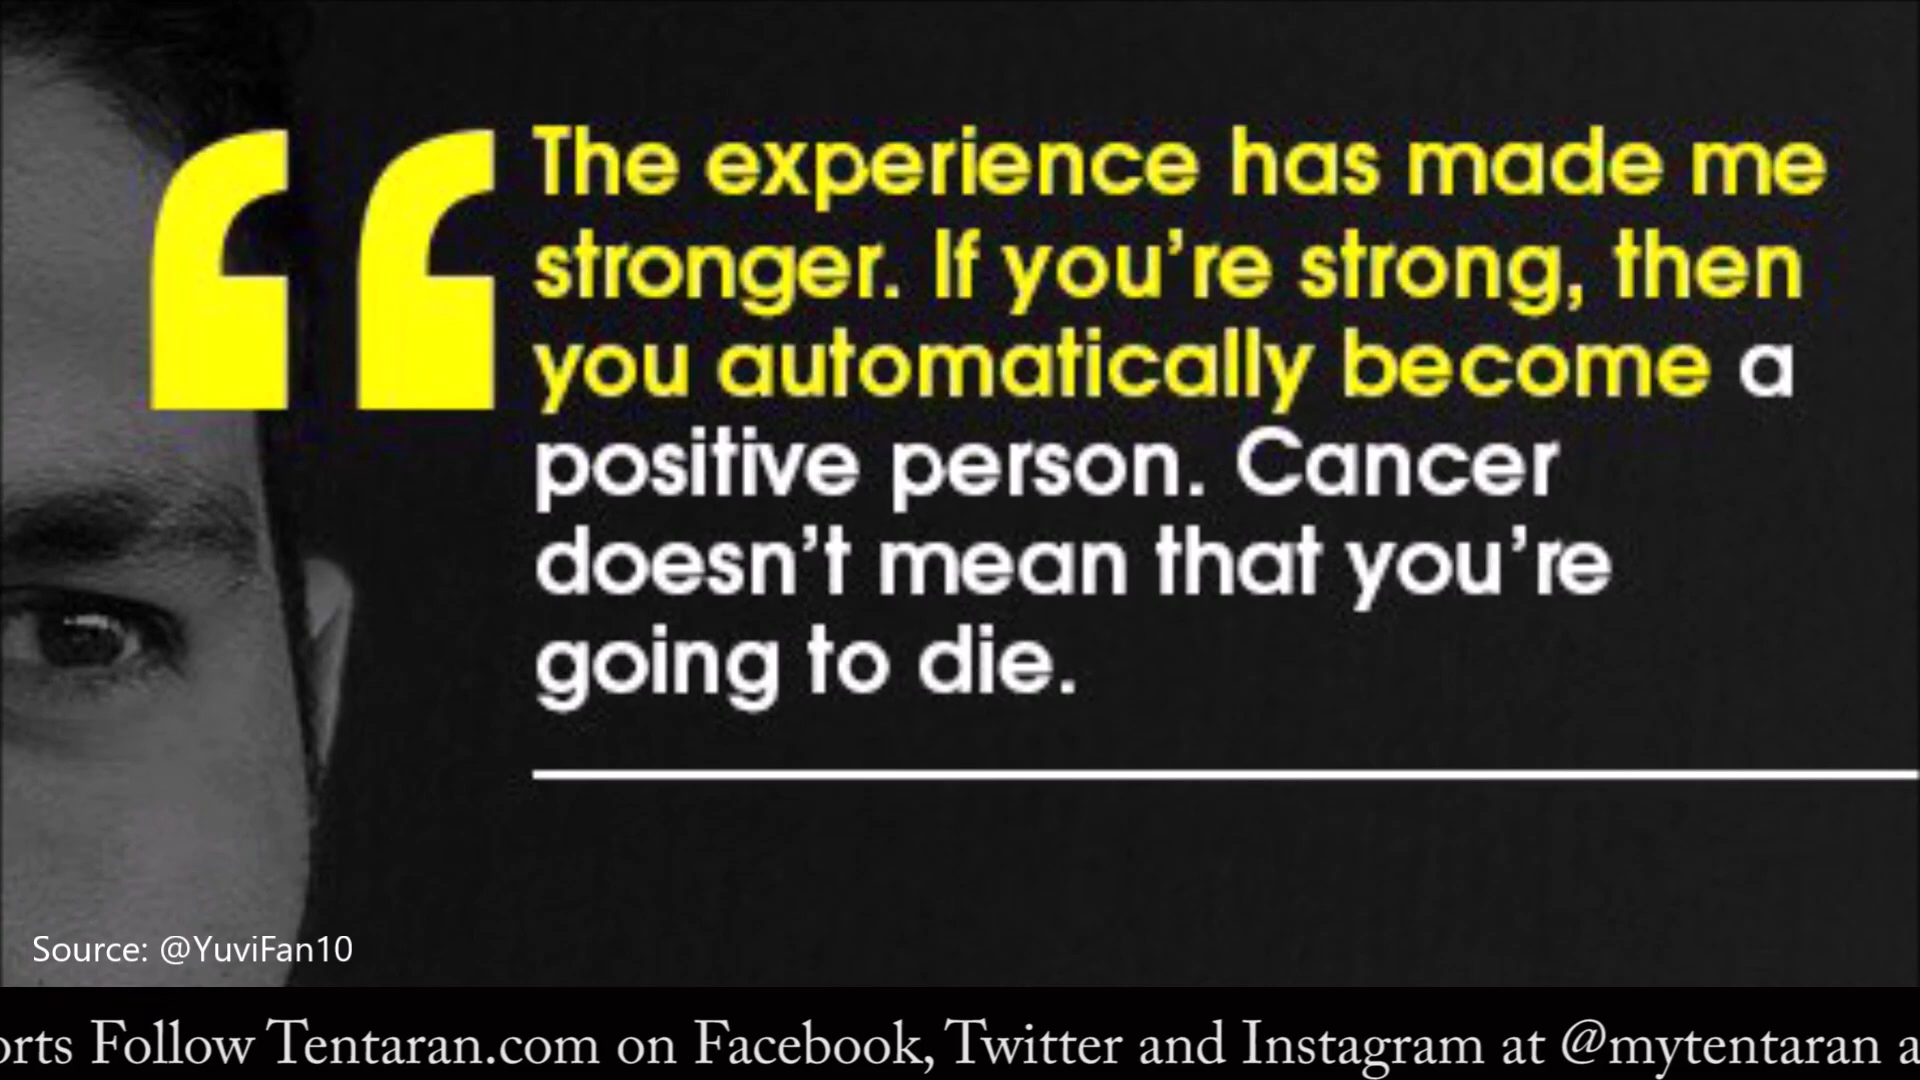 The experience has made me
stronger. If you're strong, then
you automatically become a
positive person. Cancer
doesn't mean that you're
going to die.
Source: @YuviFan10
orts Follow Tentaran.com on Facebook, Twitter and Instagram at @mytentaran a